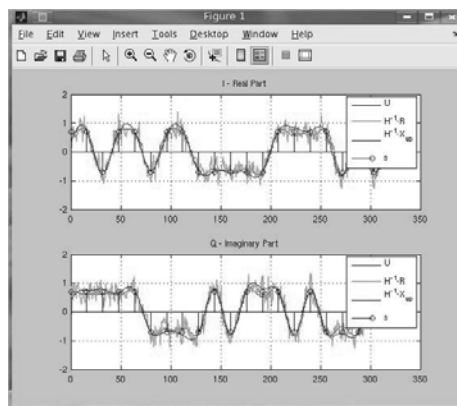 Figure 1
File Edit View Insert Tools Desktop Window Help
I - Real Part
2
1
0
-1
-2
0 50 100 150 200 250 300 350
U
H⁻¹·R
H⁻¹·X
s
Q - Imaginary Part
2
1
0
-1
-2
0 50 100 150 200 250 300 350
U
H⁻¹·R
H⁻¹·X
s